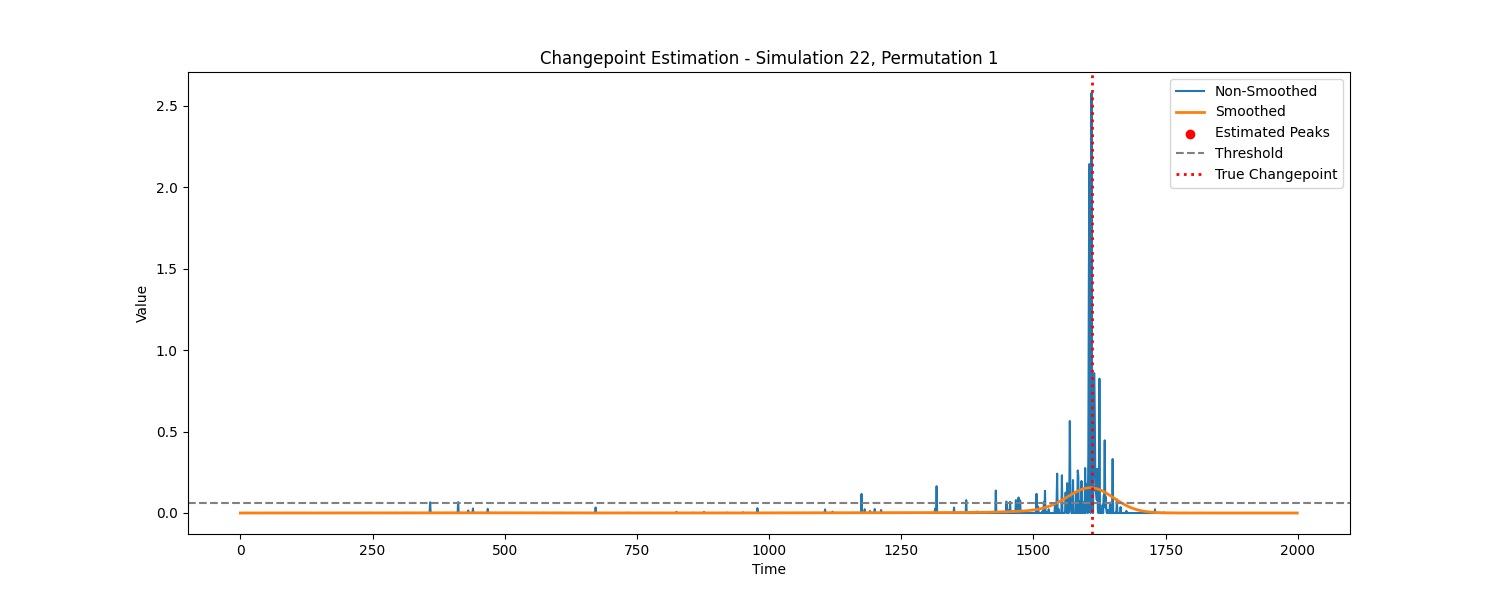 Changepoint Estimation - Simulation 22, Permutation 1
Non-Smoothed
Smoothed
Estimated Peaks
Threshold
True Changepoint
Value
2.5
2.0
1.5
1.0
0.5
0.0
0 250 500 750 1000 1250 1500 1750 2000
Time